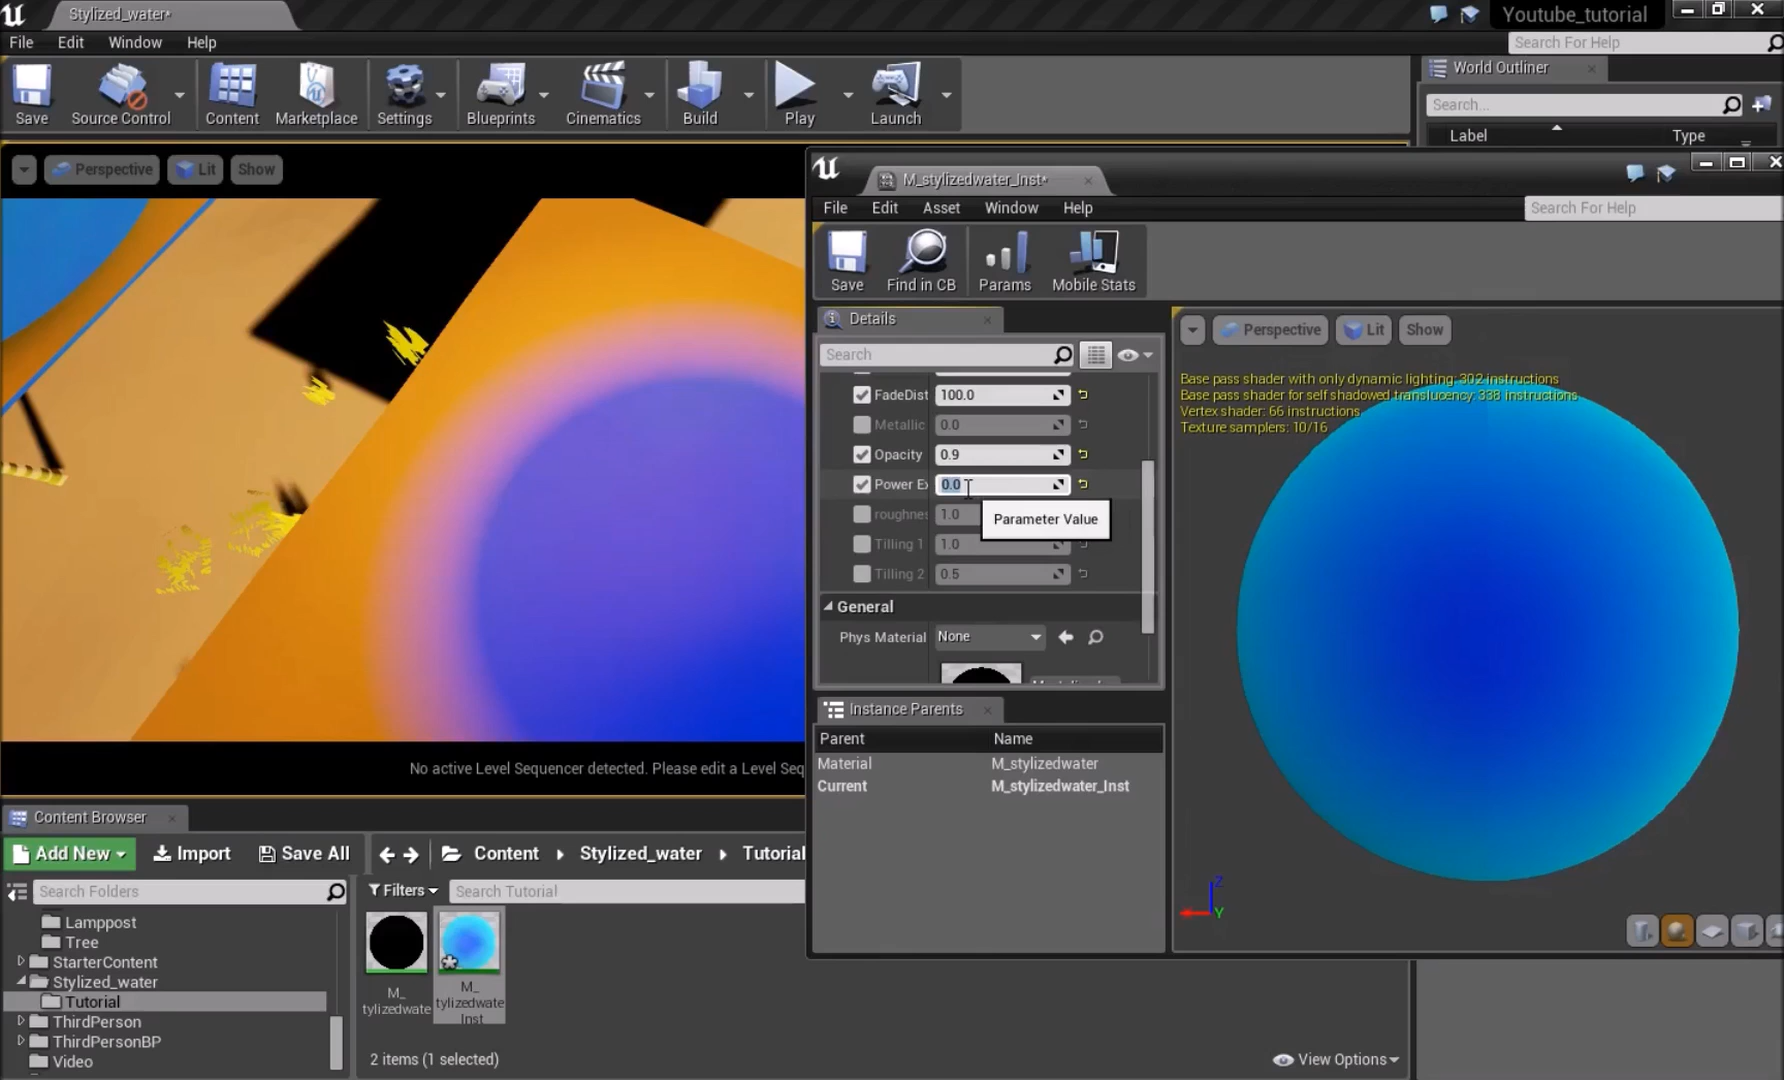 Stylized_water*
Youtube_tutorial
File Edit Window Help
Search For Help
Save Source Control Content Marketplace Settings Blueprints Cinematics Build Play Launch
World Outliner
Search...
Label Type
Perspective Lit Show
M_stylizedwater_Inst*
File Edit Asset Window Help
Search For Help
Save Find in CB Params Mobile Stats
Details
Search
FadeDist 100.0
Metallic 0.0
Opacity 0.9
Power Ex 0.0
roughnes 1.0
Parameter Value
Tilling 1 1.0
Tilling 2 0.5
General
Phys Material None
Perspective Lit Show
Base pass shader with only dynamic lighting: 302 instructions
Base pass shader for self shadowed translucency: 338 instructions
Vertex shader: 66 instructions
Texture samplers: 10/16
Z
Y
Instance Parents
Parent Name
Material M_stylizedwater
Current M_stylizedwater_Inst
No active Level Sequencer detected. Please edit a Level Seq
Content Browser
Add New Import Save All Content Stylized_water Tutorial
Search Folders
Filters Search Tutorial
Lamppost
Tree
StarterContent
Stylized_water
Tutorial
ThirdPerson
ThirdPersonBP
Video
M_
tylizedwate
M_
tylizedwate
Inst
2 items (1 selected)
View Options